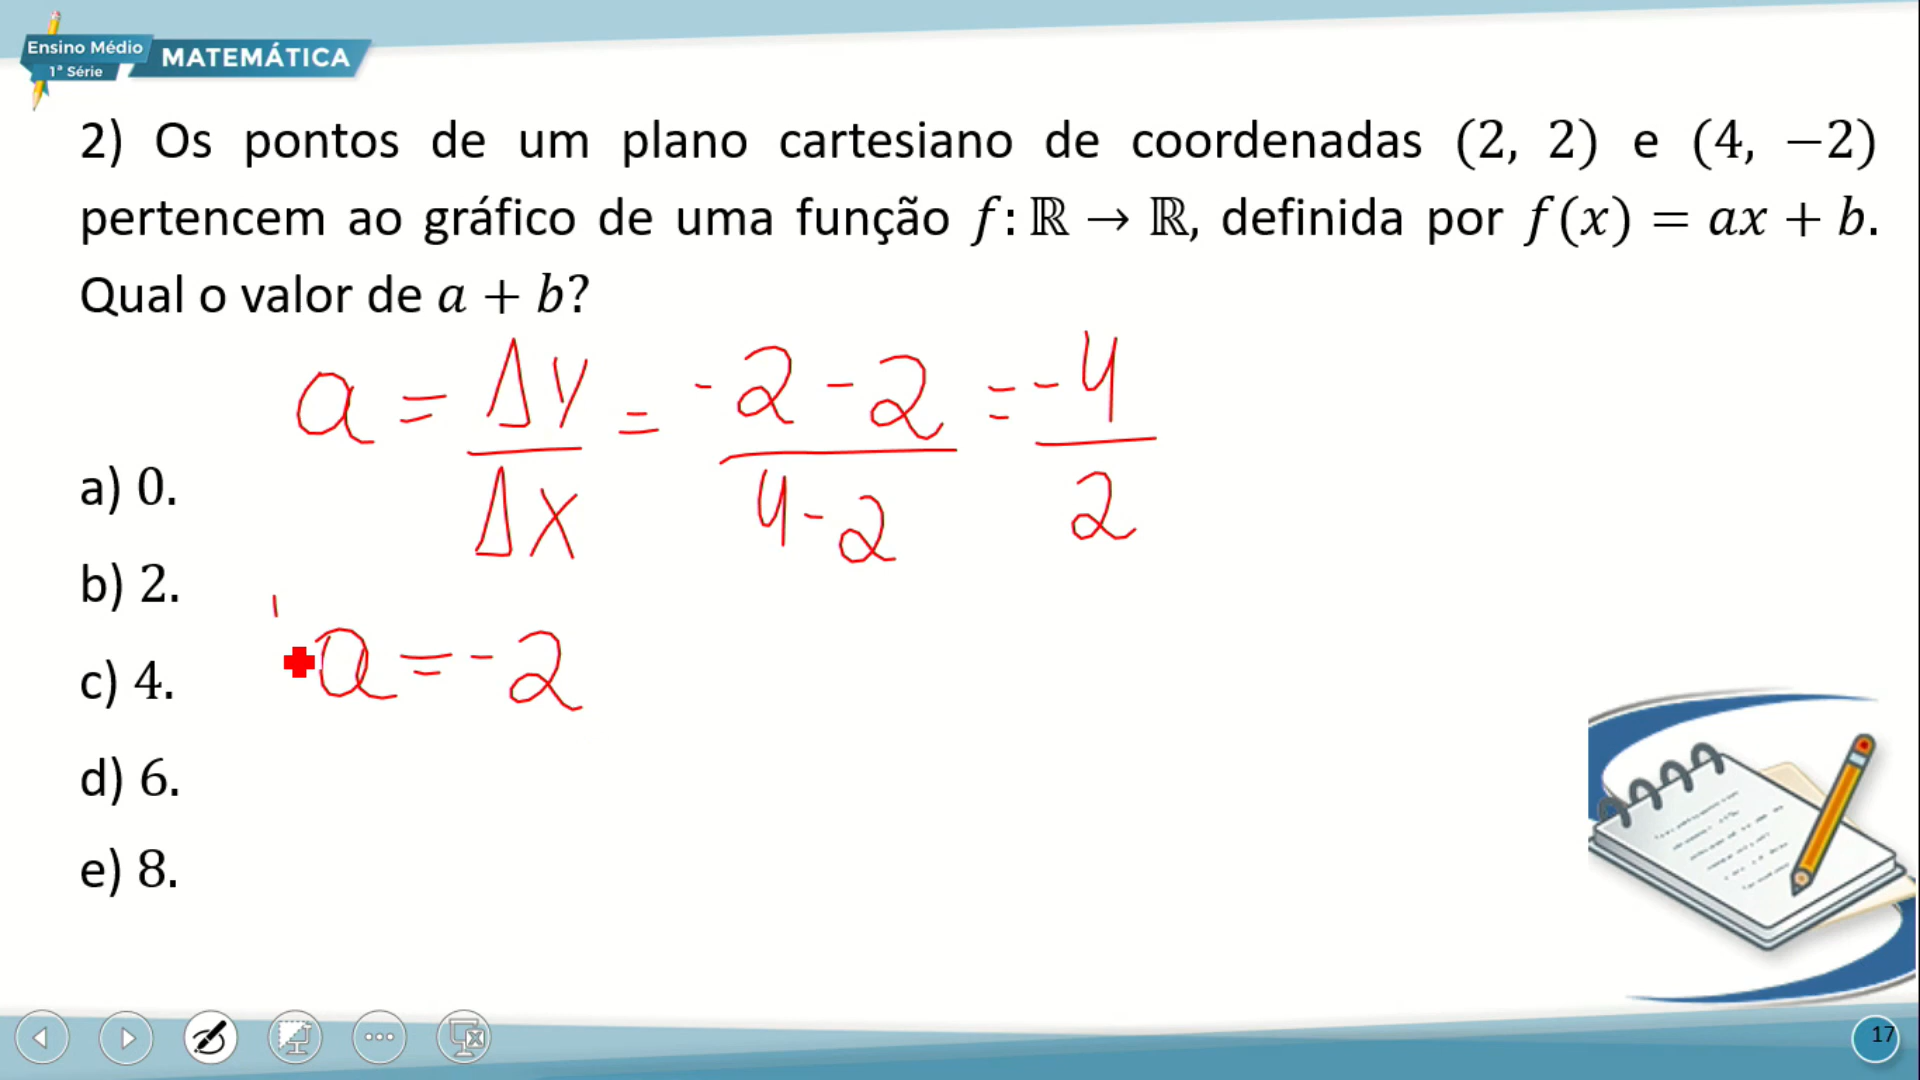 Ensino Médio
1ª Série
MATEMÁTICA
2) Os pontos de um plano cartesiano de coordenadas (2, 2) e (4, −2)
pertencem ao gráfico de uma função f: ℝ → ℝ, definida por f(x) = ax + b.
Qual o valor de a + b?
a = Δy/Δx = -2-2/4-2 = -4/2
a) 0.
b) 2.
a = -2
c) 4.
d) 6.
e) 8.
17